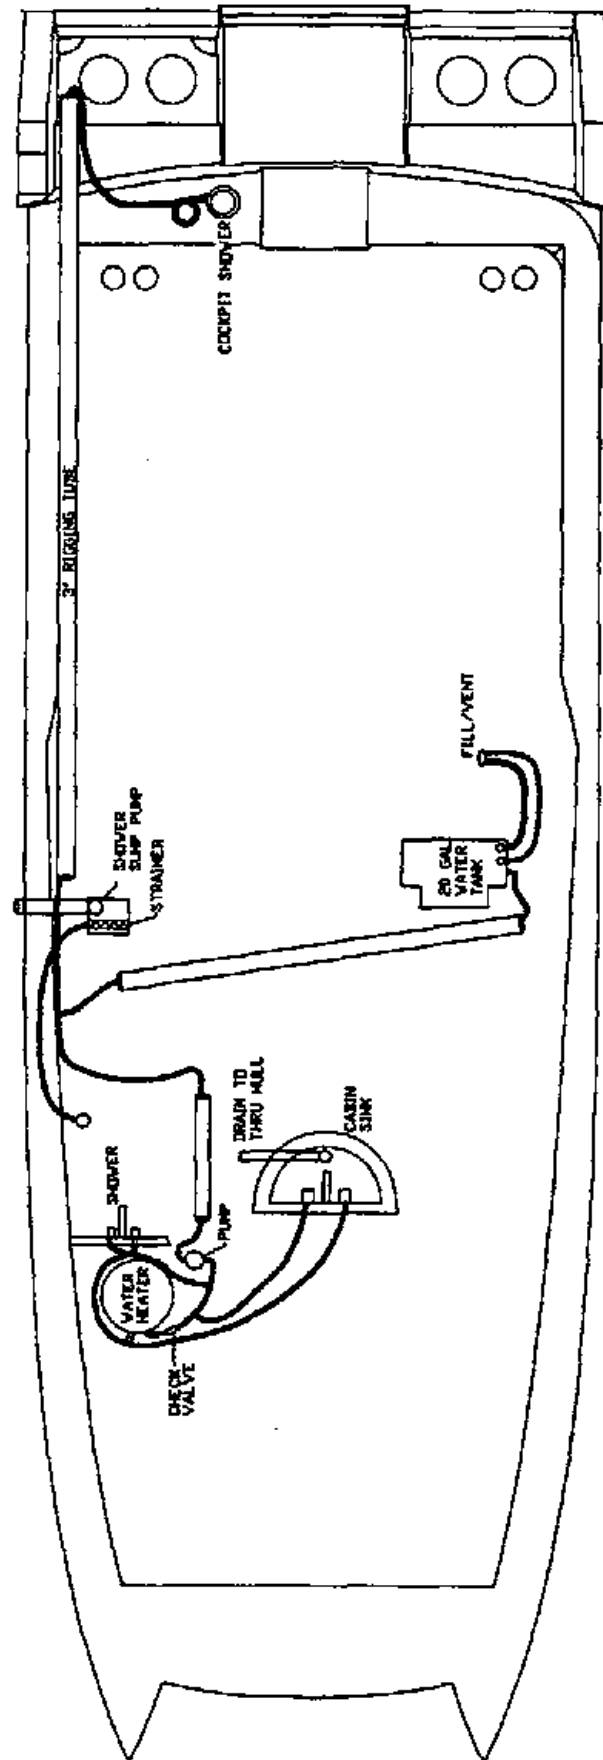 COCKPIT SHOWER
3" RIGGING TUBE
FILL/VENT
SHOWER
SUMP PUMP
STRAINER
20 GAL
WATER
TANK
DRAIN TO
THRU HULL
CABIN
SINK
SHOWER
PUMP
WATER
HEATER
CHECK
VALVE